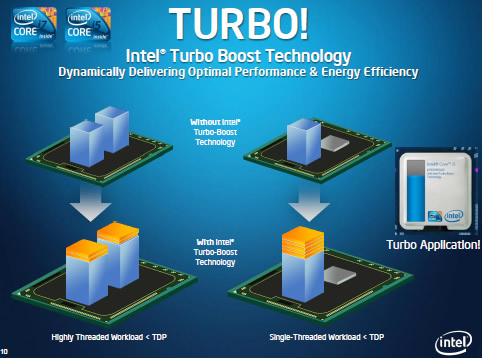 intel
CORE i7
inside
intel
CORE i5
inside
TURBO!
Intel® Turbo Boost Technology
Dynamically Delivering Optimal Performance & Energy Efficiency
Without Intel®
Turbo-Boost
Technology
With Intel®
Turbo-Boost
Technology
intel
Turbo Application!
Highly Threaded Workload < TDP
Single-Threaded Workload < TDP
intel
10